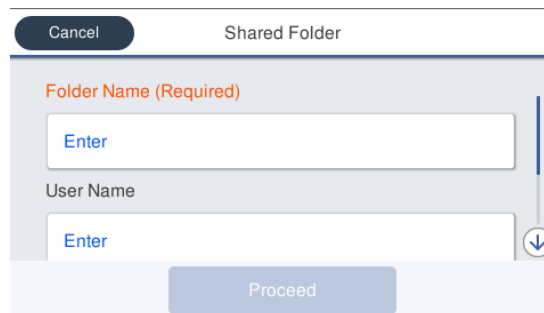 Cancel
Shared Folder
Folder Name (Required)
Enter
User Name
Enter
Proceed